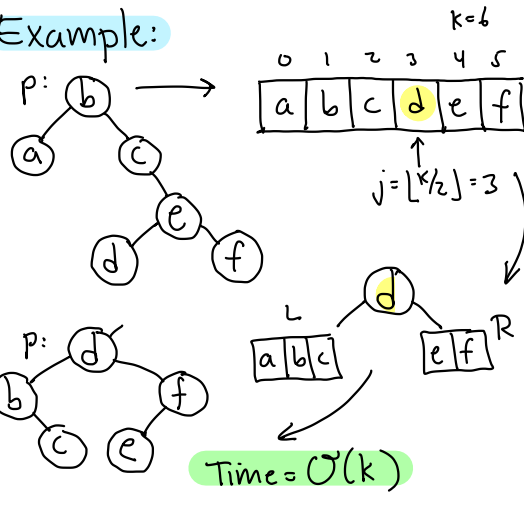 Example:
k=6
p:
b
a
c
e
d
f
0 1 2 3 4 5
a b c d e f
j=⌊k/2⌋=3
d
L
a b c
R
e f
p:
d
b
f
c
e
Time = O(k)